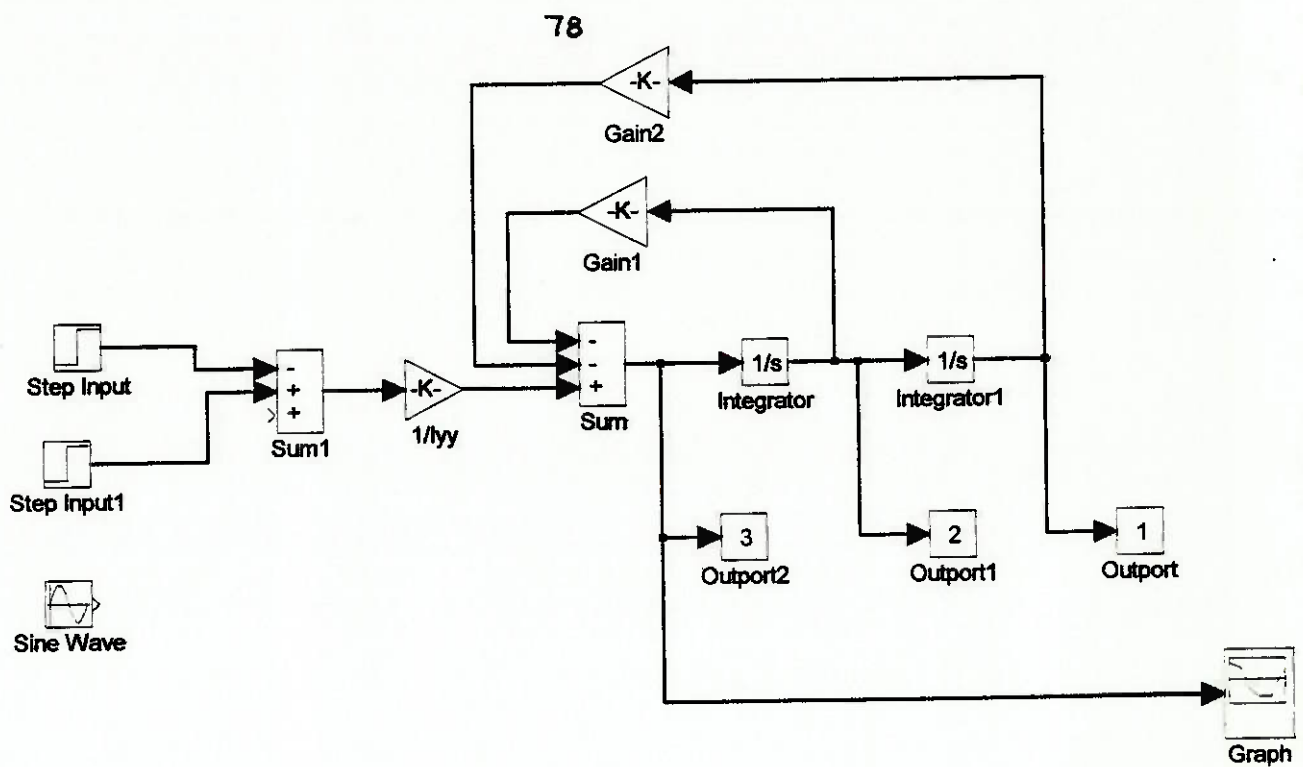 78
-K-
Gain2
-K-
Gain1
Step Input
-
+
+
Sum1
-K-
1/Iyy
-
-
+
Sum
1/s
Integrator
1/s
Integrator1
Step Input1
3
Outport2
2
Outport1
1
Outport
Sine Wave
Graph